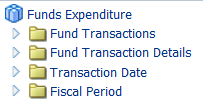 Funds Expenditure
Fund Transactions
Fund Transaction Details
Transaction Date
Fiscal Period